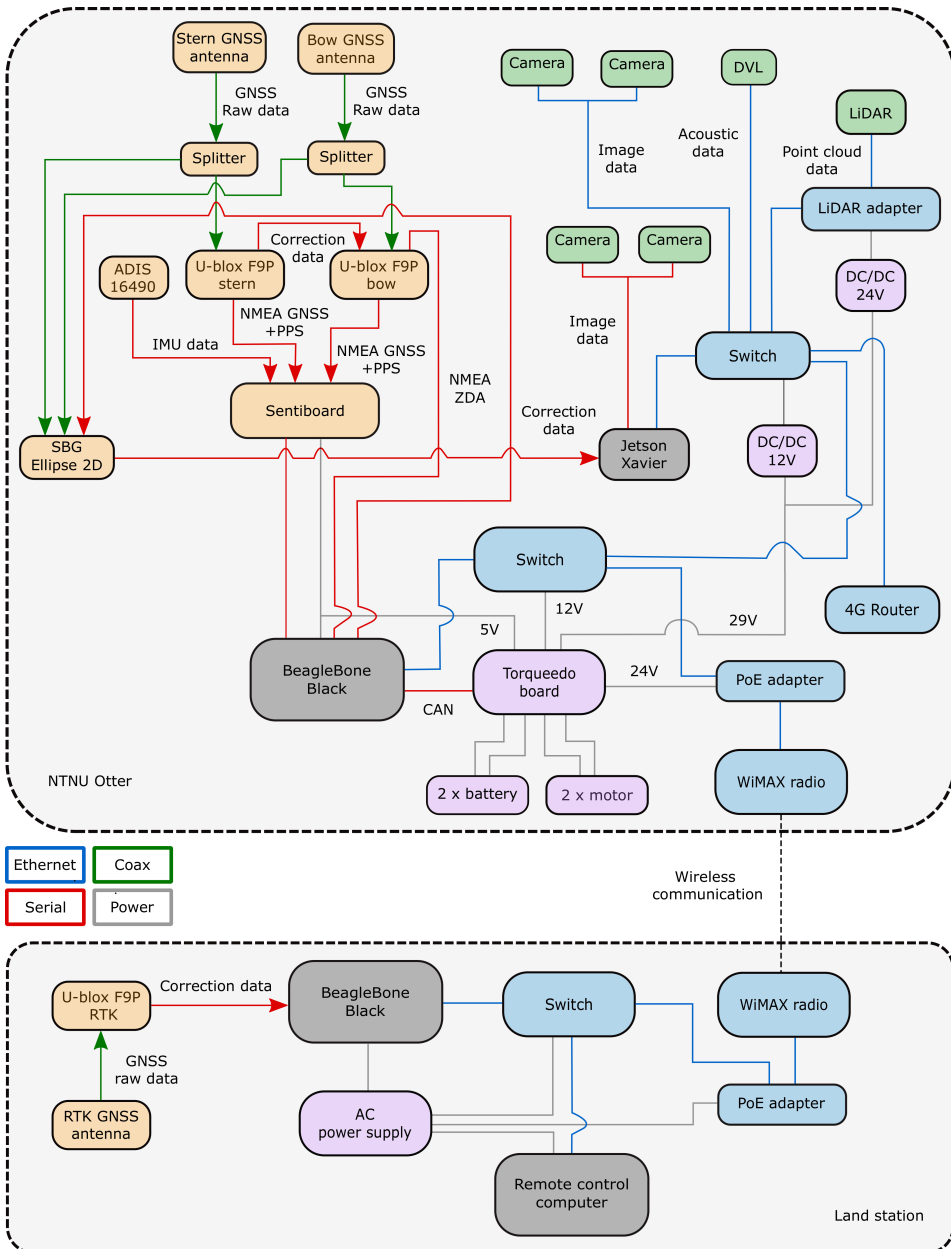 Stern GNSS
antenna
Bow GNSS
antenna
GNSS
Raw data
GNSS
Raw data
Splitter
Splitter
Camera
Camera
DVL
LiDAR
Image
data
Acoustic
data
Point cloud
data
LiDAR adapter
ADIS
16490
U-blox F9P
stern
Correction
data
U-blox F9P
bow
Camera
Camera
DC/DC
24V
IMU data
NMEA GNSS
+PPS
NMEA GNSS
+PPS
NMEA
ZDA
Image
data
Switch
Sentiboard
SBG
Ellipse 2D
Correction
data
Jetson
Xavier
DC/DC
12V
Switch
12V
5V
29V
4G Router
BeagleBone
Black
CAN
Torqueedo
board
24V
PoE adapter
2 x battery
2 x motor
WiMAX radio
NTNU Otter
Ethernet
Coax
Serial
Power
Wireless
communication
U-blox F9P
RTK
Correction data
BeagleBone
Black
Switch
WiMAX radio
GNSS
raw data
RTK GNSS
antenna
AC
power supply
PoE adapter
Remote control
computer
Land station